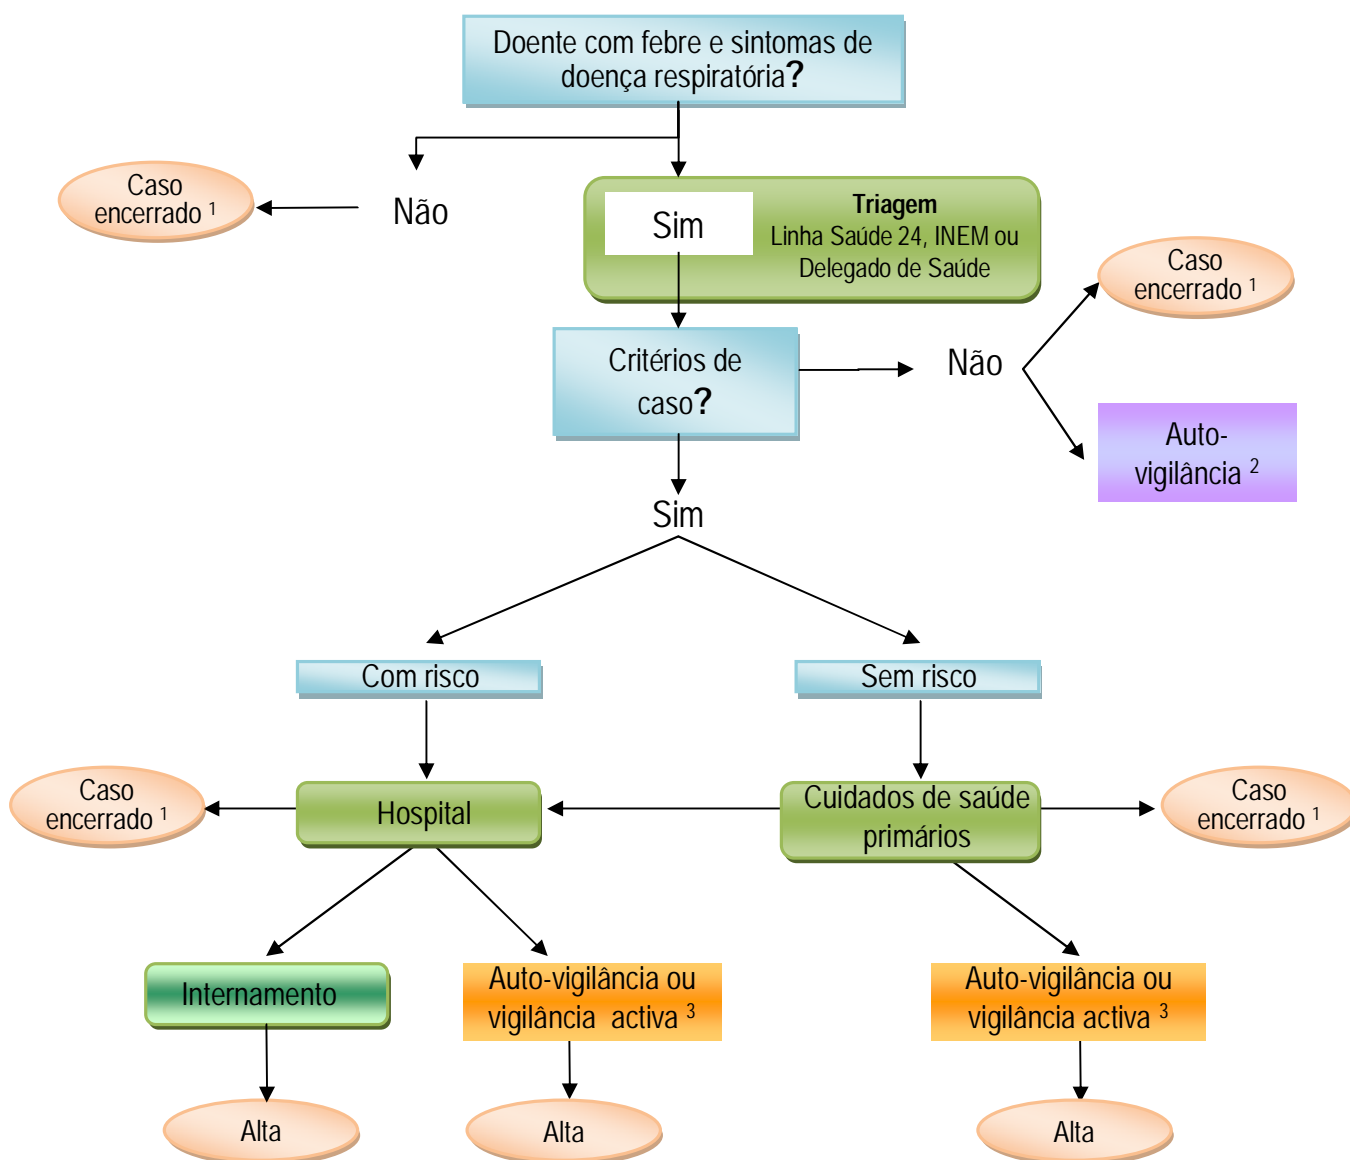 Doente com febre e sintomas de
doença respiratória?
Caso
encerrado ¹
Não
Sim
Triagem
Linha Saúde 24, INEM ou
Delegado de Saúde
Caso
encerrado ¹
Critérios de
caso?
Não
Auto-
vigilância ²
Sim
Com risco
Sem risco
Caso
encerrado ¹
Hospital
Cuidados de saúde
primários
Caso
encerrado ¹
Internamento
Auto-vigilância ou
vigilância activa ³
Auto-vigilância ou
vigilância activa ³
Alta
Alta
Alta